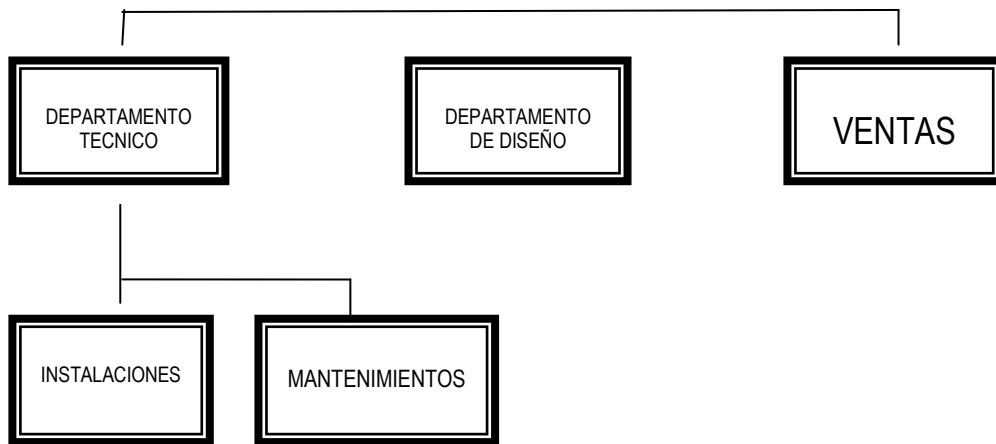 DEPARTAMENTO
TECNICO
DEPARTAMENTO
DE DISEÑO
VENTAS
INSTALACIONES
MANTENIMIENTOS